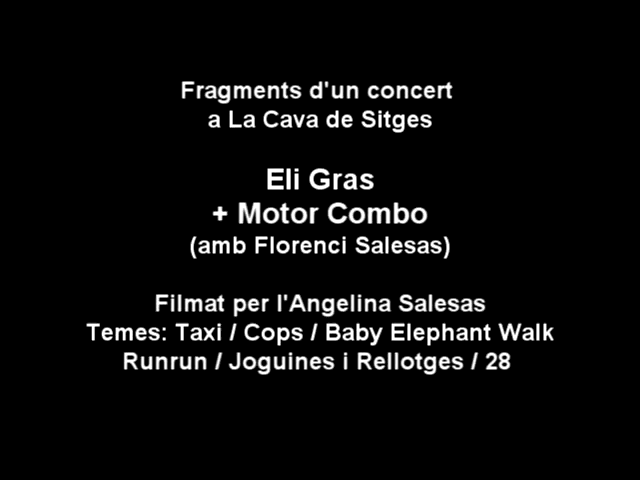 Fragments d'un concert
a La Cava de Sitges
Eli Gras
+ Motor Combo
(amb Florenci Salesas)
Filmat per l'Angelina Salesas
Temes: Taxi / Cops / Baby Elephant Walk
Runrun / Joguines i Rellotges / 28